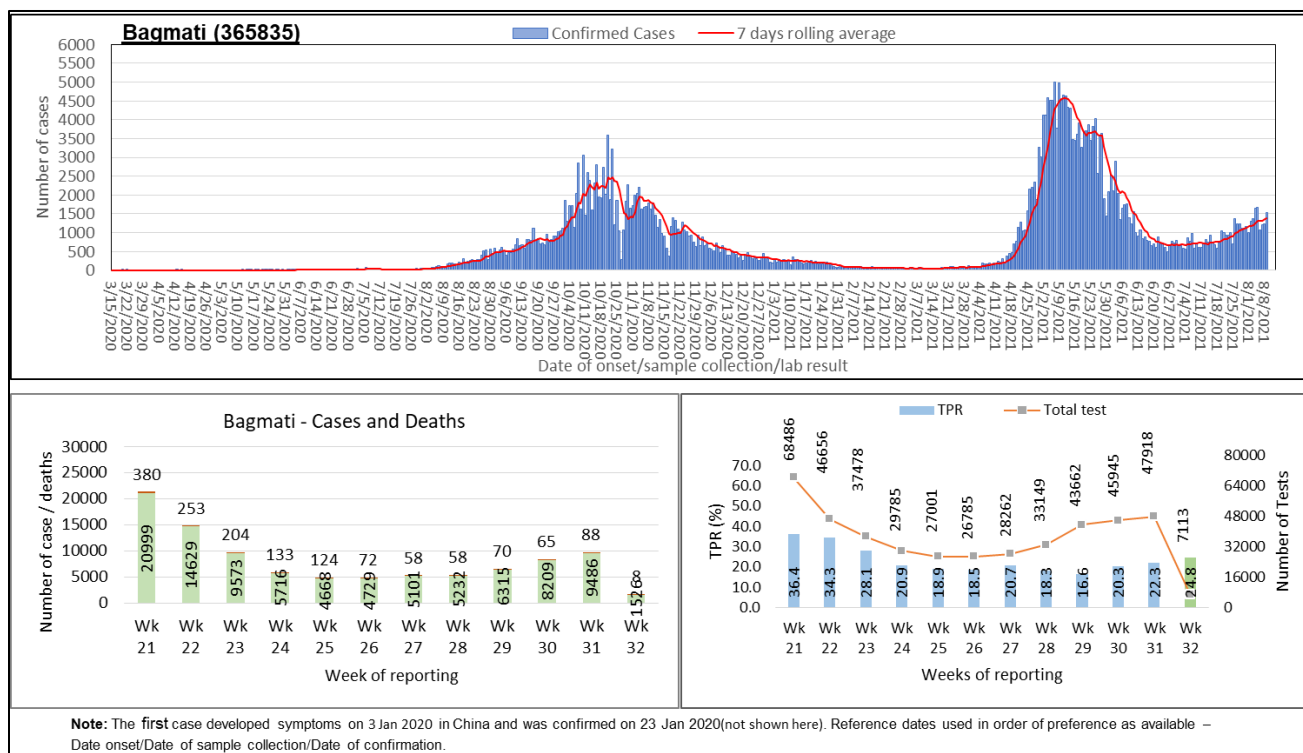 Bagmati (365835)
Confirmed Cases 7 days rolling average
Number of cases
6000
5500
5000
4500
4000
3500
3000
2500
2000
1500
1000
500
0
3/15/2020 3/22/2020 3/29/2020 4/5/2020 4/12/2020 4/19/2020 4/26/2020 5/3/2020 5/10/2020 5/17/2020 5/24/2020 5/31/2020 6/7/2020 6/14/2020 6/21/2020 6/28/2020 7/5/2020 7/12/2020 7/19/2020 7/26/2020 8/2/2020 8/9/2020 8/16/2020 8/23/2020 8/30/2020 9/6/2020 9/13/2020 9/20/2020 9/27/2020 10/4/2020 10/11/2020 10/18/2020 10/25/2020 11/1/2020 11/8/2020 11/15/2020 11/22/2020 11/29/2020 12/6/2020 12/13/2020 12/20/2020 12/27/2020 1/3/2021 1/10/2021 1/17/2021 1/24/2021 1/31/2021 2/7/2021 2/14/2021 2/21/2021 2/28/2021 3/7/2021 3/14/2021 3/21/2021 3/28/2021 4/4/2021 4/11/2021 4/18/2021 4/25/2021 5/2/2021 5/9/2021 5/16/2021 5/23/2021 5/30/2021 6/6/2021 6/13/2021 6/20/2021 6/27/2021 7/4/2021 7/11/2021 7/18/2021 7/25/2021 8/1/2021 8/8/2021
Date of onset/sample collection/lab result
Bagmati - Cases and Deaths
Number of case / deaths
30000
25000
20000
15000
10000
5000
0
380 253 204 133 124 72 58 58 70 65 88 8
20999 14629 9573 5716 4668 4729 5101 5232 6315 8209 9486 1526
Wk Wk Wk Wk Wk Wk Wk Wk Wk Wk Wk Wk
21 22 23 24 25 26 27 28 29 30 31 32
Week of reporting
TPR Total test
TPR (%)
70.0
60.0
50.0
40.0
30.0
20.0
10.0
0.0
68486 46656 37478 29785 27001 26785 28262 33149 43662 45945 47918 7113
36.4 34.3 28.1 20.9 18.9 18.5 20.7 18.3 16.6 20.3 22.3 24.8
80000
64000
48000
32000
16000
0
Number of Tests
Wk Wk Wk Wk Wk Wk Wk Wk Wk Wk Wk Wk
21 22 23 24 25 26 27 28 29 30 31 32
Weeks of reporting
Note: The first case developed symptoms on 3 Jan 2020 in China and was confirmed on 23 Jan 2020(not shown here). Reference dates used in order of preference as available –
Date onset/Date of sample collection/Date of confirmation.